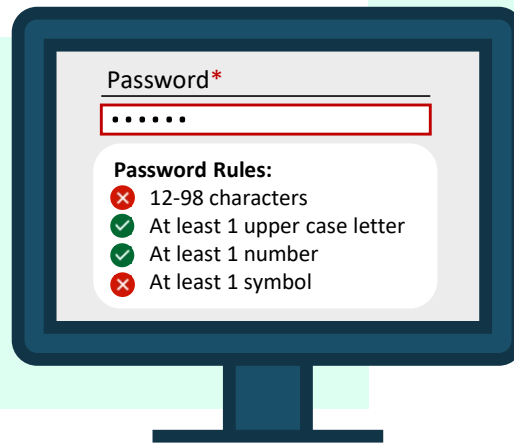 Password*
••••••
Password Rules:
12-98 characters
At least 1 upper case letter
At least 1 number
At least 1 symbol